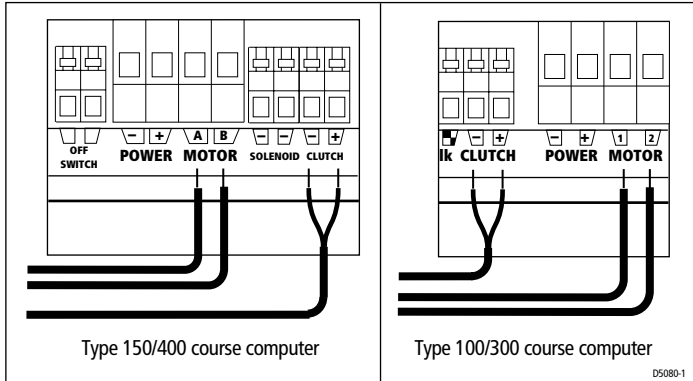 − + A B − − − +
OFF SWITCH POWER MOTOR SOLENOID CLUTCH
Type 150/400 course computer
− + − + 1 2
lk CLUTCH POWER MOTOR
Type 100/300 course computer
D5080-1